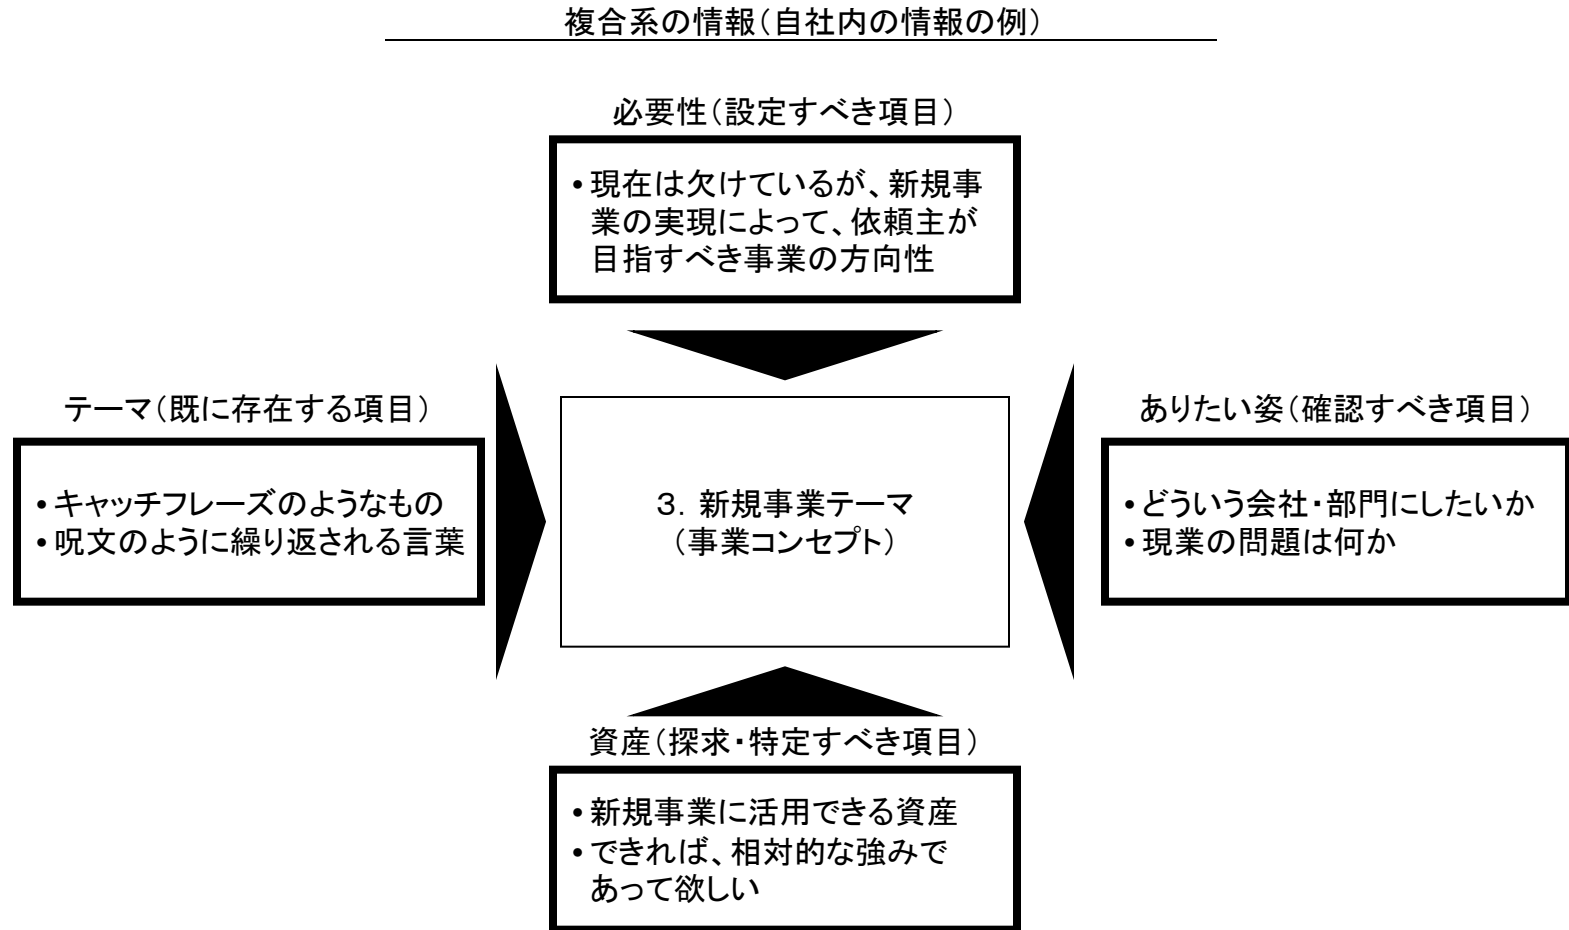 複合系の情報（自社内の情報の例）
必要性（設定すべき項目）
•現在は欠けているが、新規事
業の実現によって、依頼主が
目指すべき事業の方向性
テーマ（既に存在する項目）
•キャッチフレーズのようなもの
•呪文のように繰り返される言葉
３．新規事業テーマ
（事業コンセプト）
ありたい姿（確認すべき項目）
•どういう会社・部門にしたいか
•現業の問題は何か
資産（探求・特定すべき項目）
•新規事業に活用できる資産
•できれば、相対的な強みで
あって欲しい